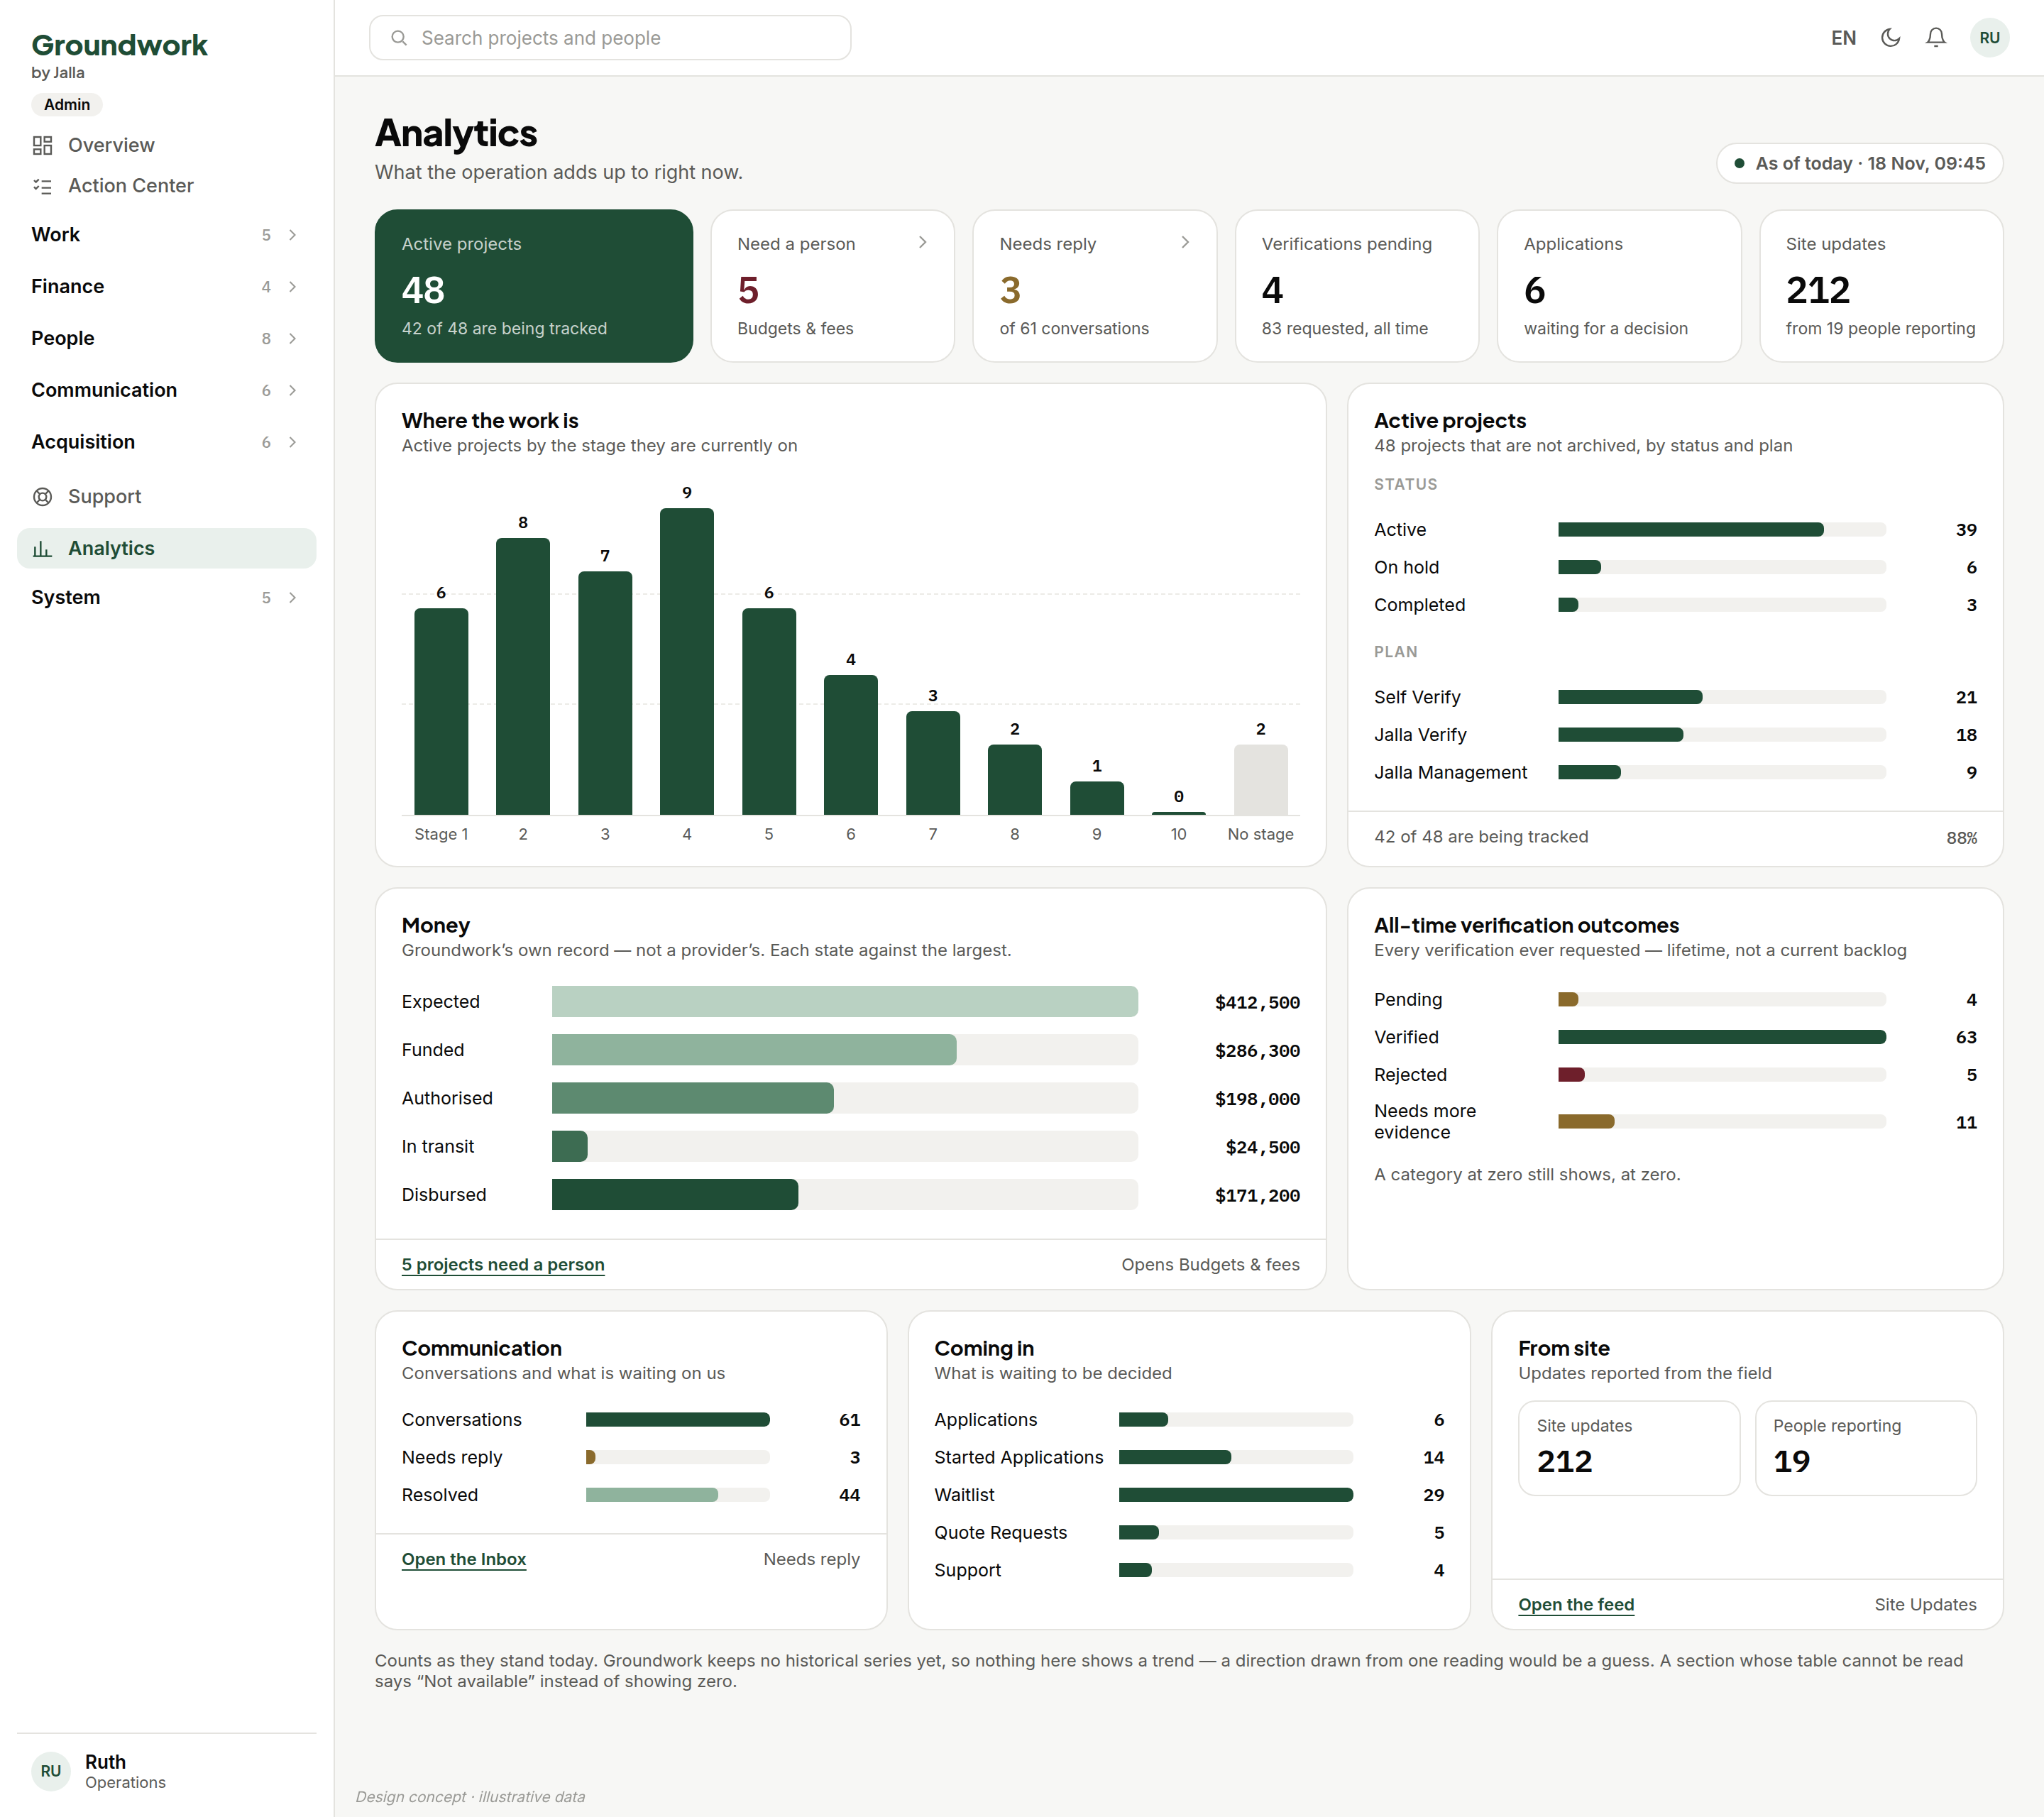 Groundwork
by Jalla
Admin
Overview
Action Center
Work 5
Finance 4
People 8
Communication 6
Acquisition 6
Support
Analytics
System 5
RU
Ruth
Operations
Search projects and people
EN
RU
Analytics
What the operation adds up to right now.
As of today · 18 Nov, 09:45
Active projects
48
42 of 48 are being tracked
Need a person
5
Budgets & fees
Needs reply
3
of 61 conversations
Verifications pending
4
83 requested, all time
Applications
6
waiting for a decision
Site updates
212
from 19 people reporting
Where the work is
Active projects by the stage they are currently on
6 8 7 9 6 4 3 2 1 0 2
Stage 1 2 3 4 5 6 7 8 9 10 No stage
Active projects
48 projects that are not archived, by status and plan
STATUS
Active 39
On hold 6
Completed 3
PLAN
Self Verify 21
Jalla Verify 18
Jalla Management 9
42 of 48 are being tracked 88%
Money
Groundwork’s own record — not a provider’s. Each state against the largest.
Expected $412,500
Funded $286,300
Authorised $198,000
In transit $24,500
Disbursed $171,200
5 projects need a person Opens Budgets & fees
All-time verification outcomes
Every verification ever requested — lifetime, not a current backlog
Pending 4
Verified 63
Rejected 5
Needs more
evidence 11
A category at zero still shows, at zero.
Communication
Conversations and what is waiting on us
Conversations 61
Needs reply 3
Resolved 44
Open the Inbox Needs reply
Coming in
What is waiting to be decided
Applications 6
Started Applications 14
Waitlist 29
Quote Requests 5
Support 4
From site
Updates reported from the field
Site updates
212
People reporting
19
Open the feed Site Updates
Counts as they stand today. Groundwork keeps no historical series yet, so nothing here shows a trend — a direction drawn from one reading would be a guess. A section whose table cannot be read
says “Not available” instead of showing zero.
Design concept · illustrative data